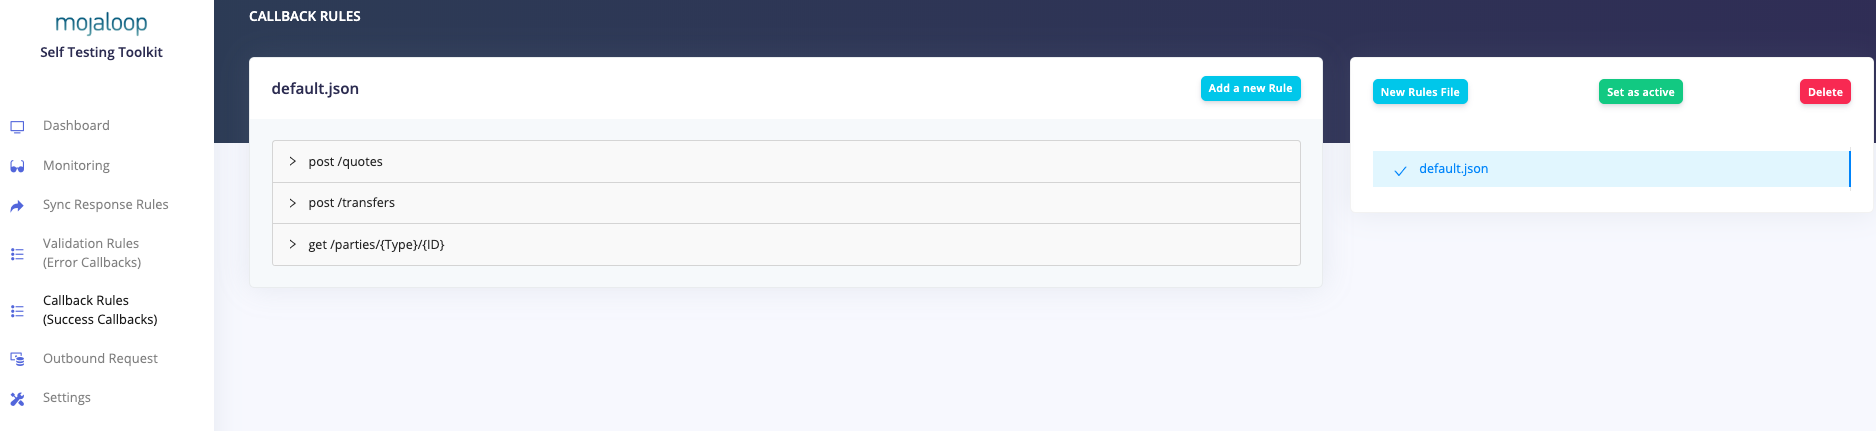 mojaloop
Self Testing Toolkit
Dashboard
Monitoring
Sync Response Rules
Validation Rules
(Error Callbacks)
Callback Rules
(Success Callbacks)
Outbound Request
Settings
CALLBACK RULES
default.json
Add a new Rule
post /quotes
post /transfers
get /parties/{Type}/{ID}
New Rules File
Set as active
Delete
default.json